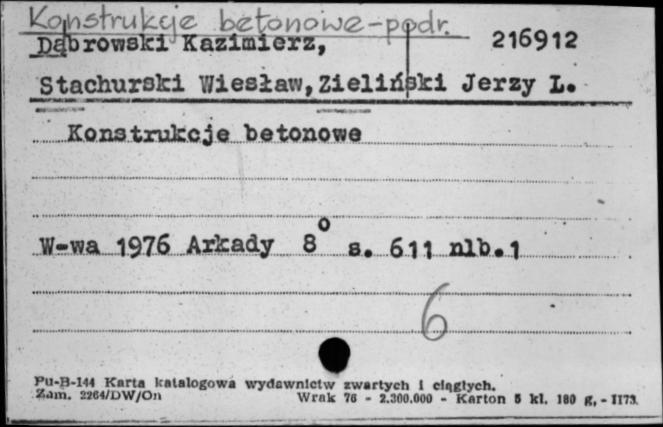 Konstrukcje betonowe-podr.
Dąbrowski Kazimierz, 216912
Stachurski Wiesław, Zieliński Jerzy L.
Konstrukcje betonowe
W-wa 1976 Arkady 8° s. 611 nlb.1
6
Pu-B-144 Karta katalogowa wydawnictw zwartych i ciągłych.
Zam. 2264/DW/On Wrak 76 - 2.300.000 - Karton 5 kl. 180 g, - II73.